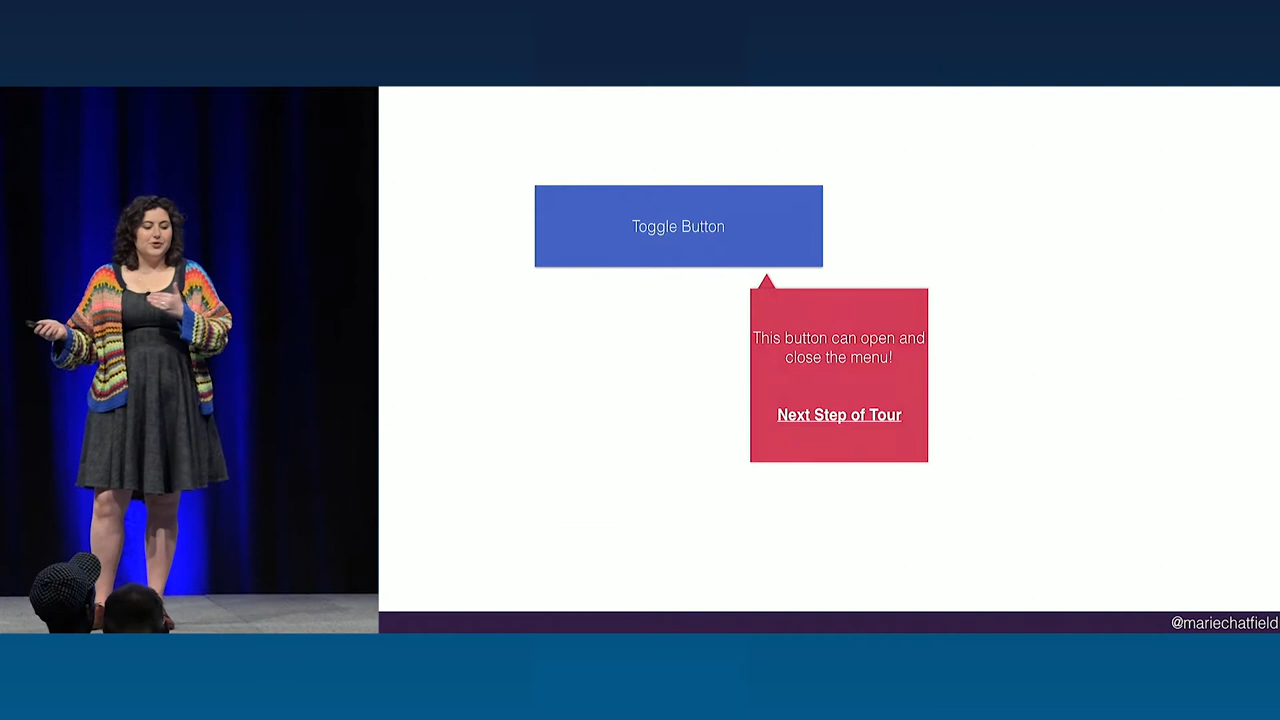 Toggle Button
This button can open and
close the menu!
Next Step of Tour
@mariechatfield